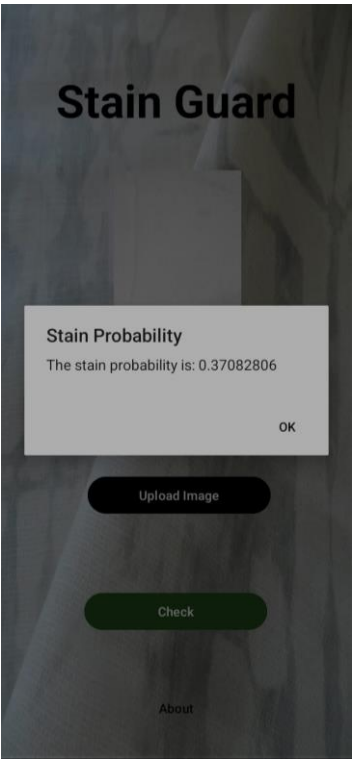 Stain Guard
Stain Probability
The stain probability is: 0.37082806
OK
Upload Image
Check
About